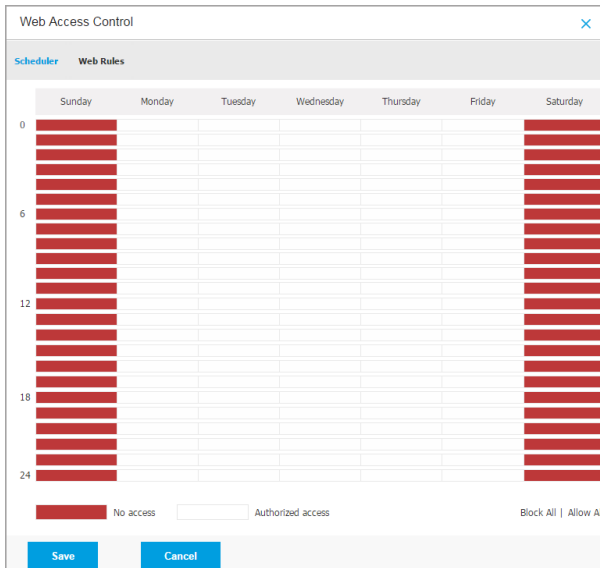 Web Access Control
Scheduler Web Rules
Sunday Monday Tuesday Wednesday Thursday Friday Saturday
0
6
12
18
24
No access Authorized access Block All | Allow A
Save Cancel